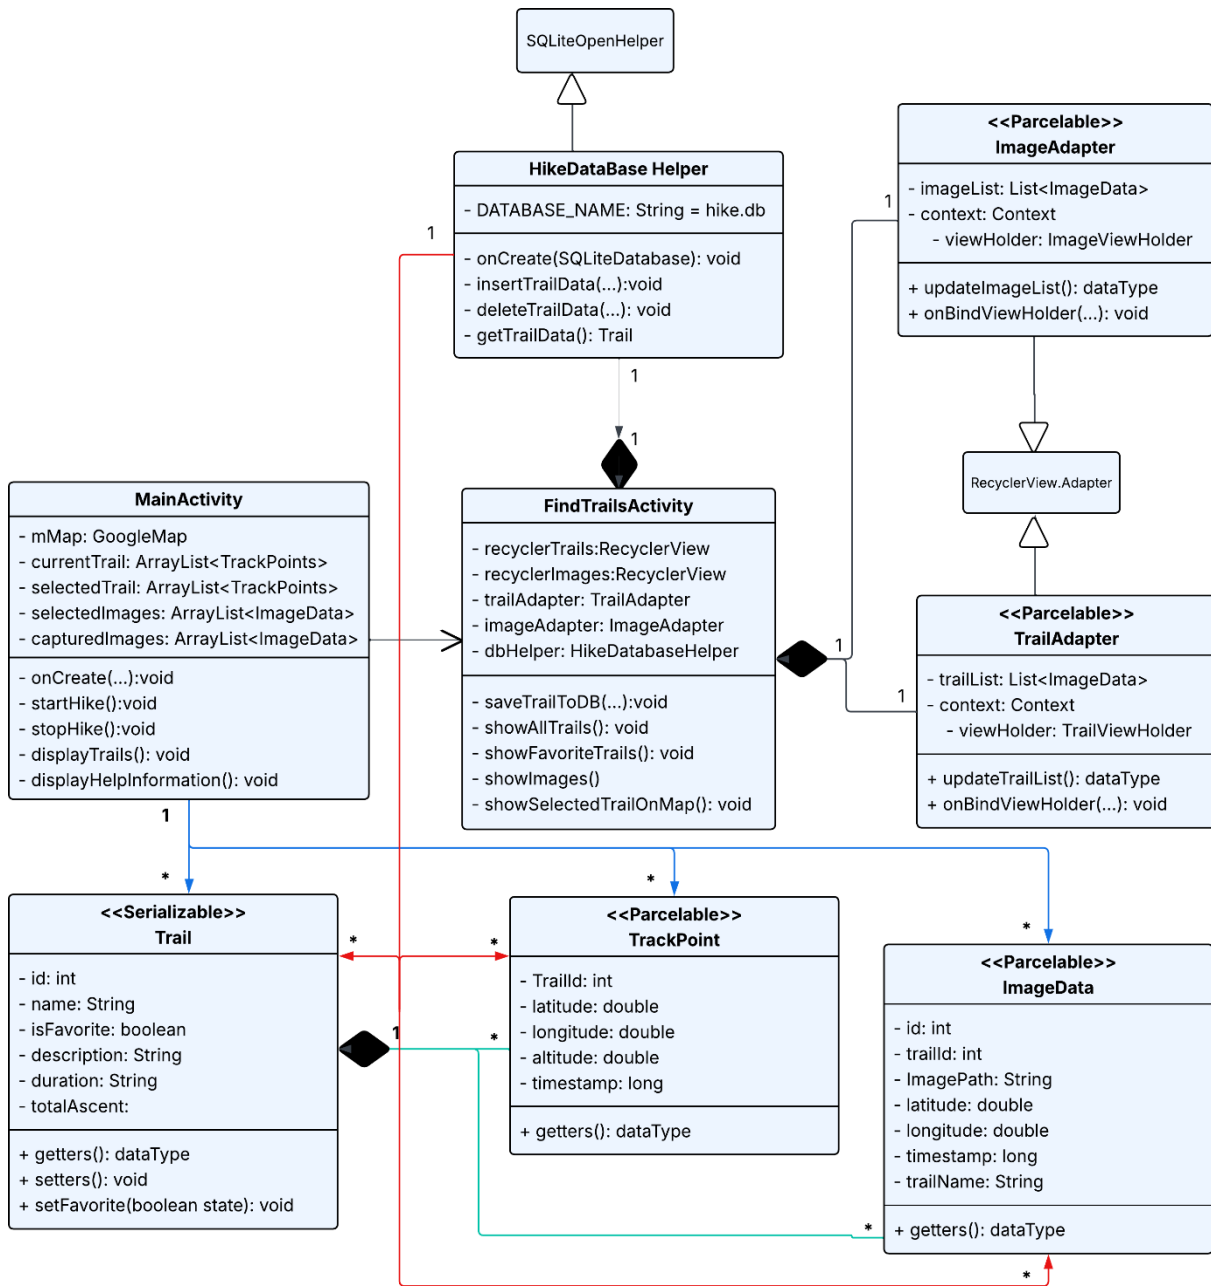 SQLiteOpenHelper
HikeDataBase Helper
- DATABASE_NAME: String = hike.db
- onCreate(SQLiteDatabase): void
- insertTrailData(...):void
- deleteTrailData(...): void
- getTrailData(): Trail
1
1
1
<<Parcelable>>
ImageAdapter
- imageList: List<ImageData>
- context: Context
- viewHolder: ImageViewHolder
+ updateImageList(): dataType
+ onBindViewHolder(...): void
1
RecyclerView.Adapter
MainActivity
- mMap: GoogleMap
- currentTrail: ArrayList<TrackPoints>
- selectedTrail: ArrayList<TrackPoints>
- selectedImages: ArrayList<ImageData>
- capturedImages: ArrayList<ImageData>
- onCreate(...):void
- startHike():void
- stopHike():void
- displayTrails(): void
- displayHelpInformation(): void
FindTrailsActivity
- recyclerTrails:RecyclerView
- recyclerImages:RecyclerView
- trailAdapter: TrailAdapter
- imageAdapter: ImageAdapter
- dbHelper: HikeDatabaseHelper
- saveTrailToDB(...):void
- showAllTrails(): void
- showFavoriteTrails(): void
- showImages()
- showSelectedTrailOnMap(): void
1
1
<<Parcelable>>
TrailAdapter
- trailList: List<ImageData>
- context: Context
- viewHolder: TrailViewHolder
+ updateTrailList(): dataType
+ onBindViewHolder(...): void
1
*
*
*
<<Serializable>>
Trail
- id: int
- name: String
- isFavorite: boolean
- description: String
- duration: String
- totalAscent:
+ getters(): dataType
+ setters(): void
+ setFavorite(boolean state): void
*
*
1
*
<<Parcelable>>
TrackPoint
- TrailId: int
- latitude: double
- longitude: double
- altitude: double
- timestamp: long
+ getters(): dataType
<<Parcelable>>
ImageData
- id: int
- trailId: int
- ImagePath: String
- latitude: double
- longitude: double
- timestamp: long
- trailName: String
+ getters(): dataType
*
*